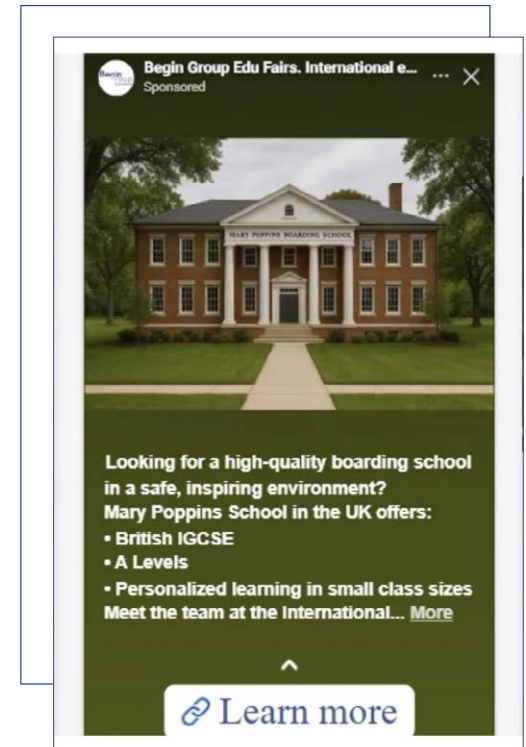 Begin
Begin Group Edu Fairs. International e...
Sponsored
MARY POPPINS BOARDING SCHOOL
Looking for a high-quality boarding school
in a safe, inspiring environment?
Mary Poppins School in the UK offers:
• British IGCSE
• A Levels
• Personalized learning in small class sizes
Meet the team at the International... More
Learn more